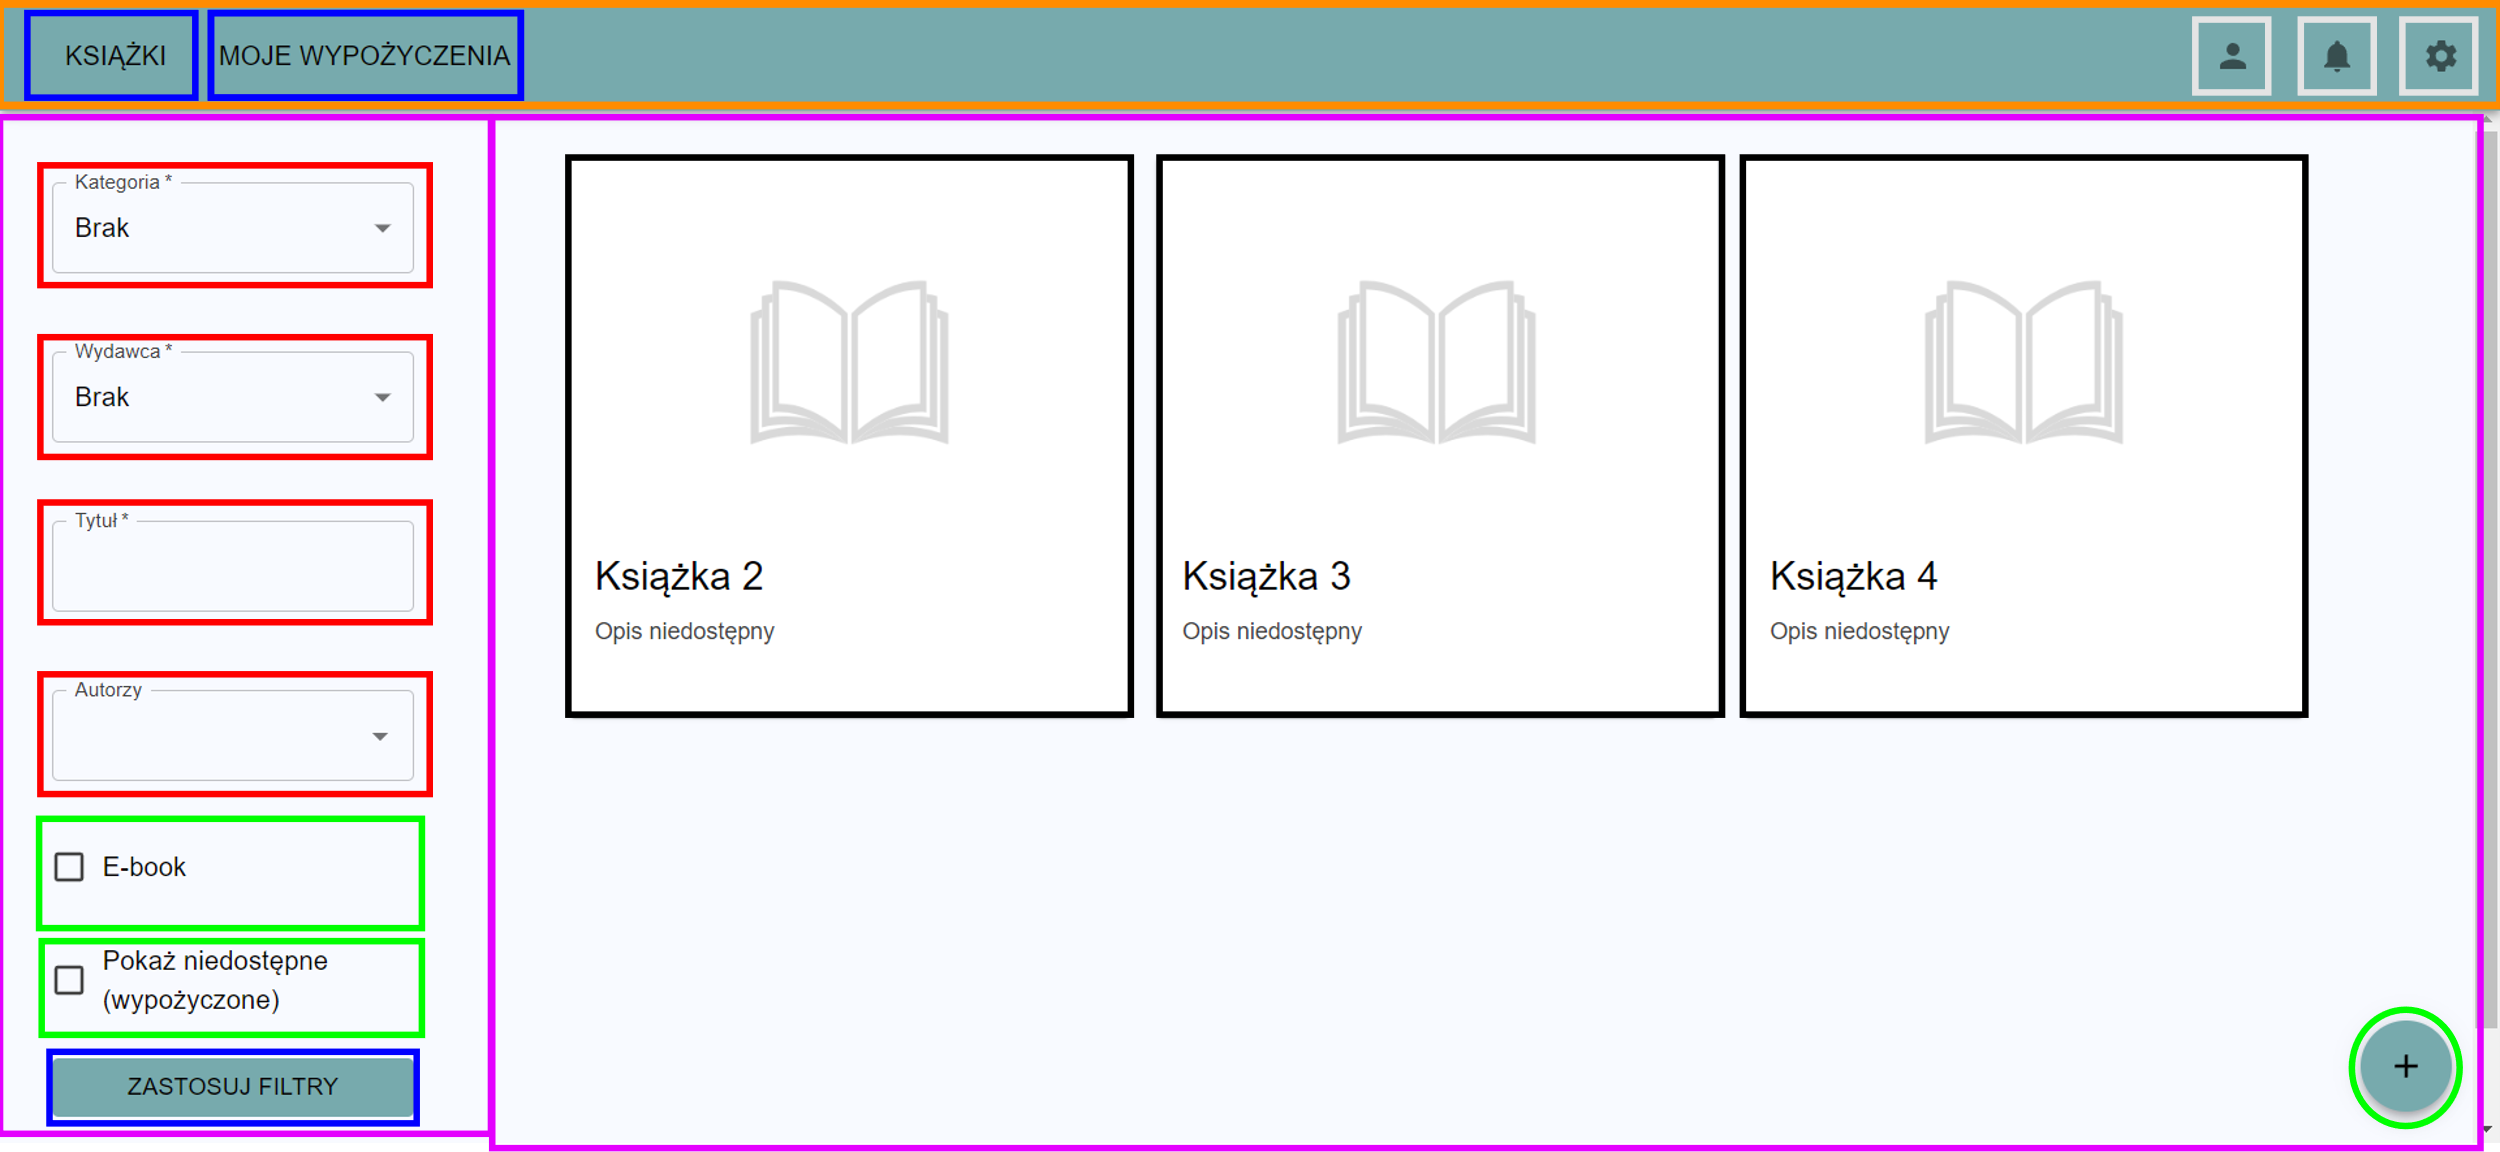 KSIĄŻKI
MOJE WYPOŻYCZENIA
Kategoria *
Brak
Wydawca *
Brak
Tytuł *
Autorzy
E-book
Pokaż niedostępne
(wypożyczone)
ZASTOSUJ FILTRY
Książka 2
Opis niedostępny
Książka 3
Opis niedostępny
Książka 4
Opis niedostępny
+